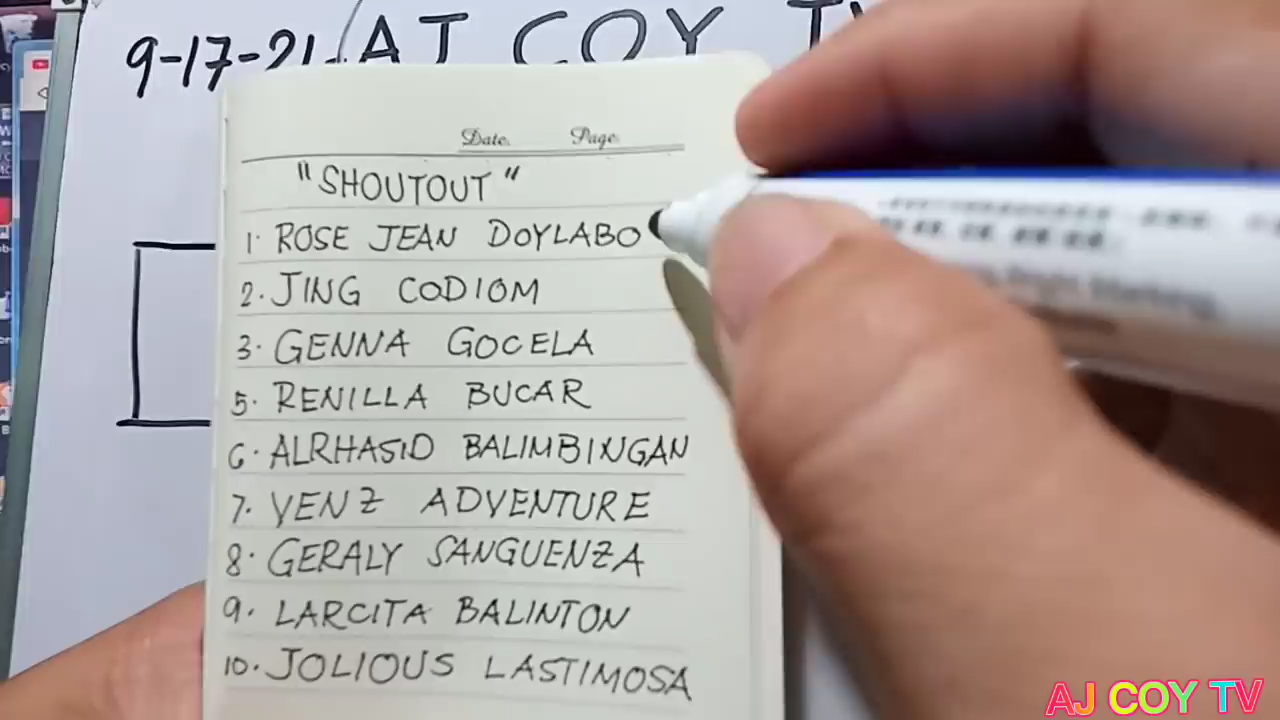 9-17-21
AJ COY TV
Date. Page.
"SHOUTOUT"
1. ROSE JEAN DOYLABO
2. JING CODIOM
3. GENNA GOCELA
5. RENILLA BUCAR
6. ALRHASID BALIMBINGAN
7. VENZ ADVENTURE
8. GERALY SANGUENZA
9. LARCITA BALINTON
10. JOLIOUS LASTIMOSA
AJ COY TV